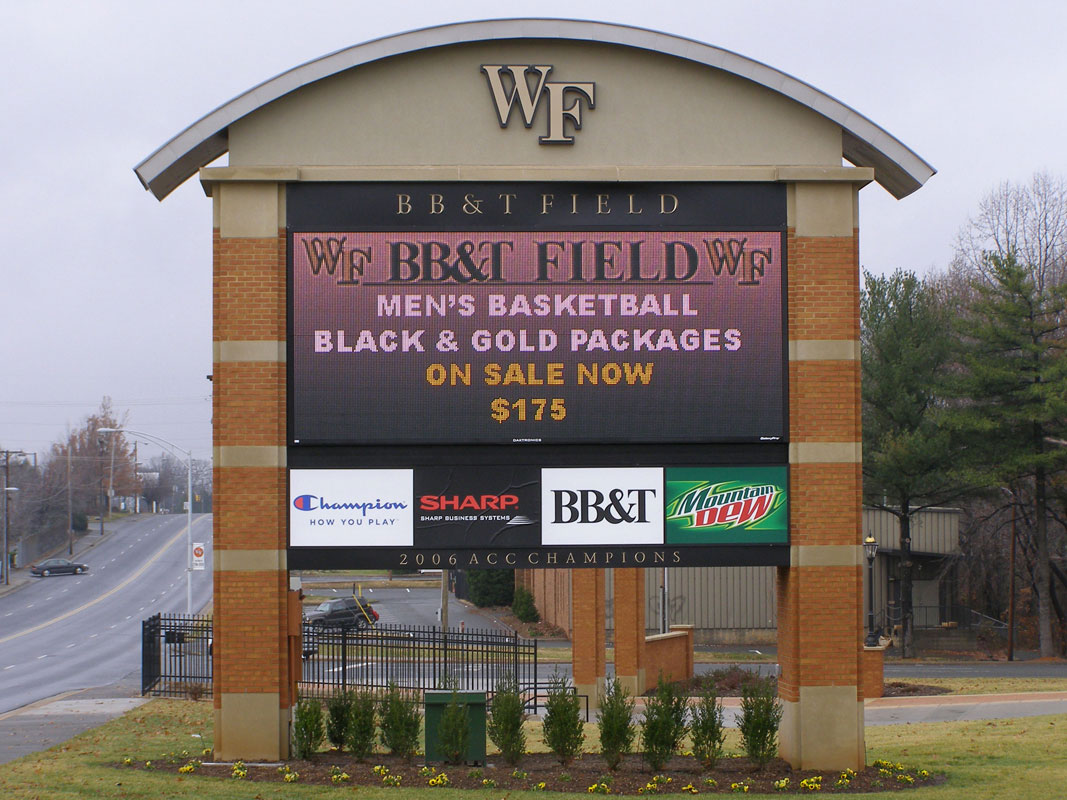 WF
BB&T FIELD
WF BB&T FIELD WF
MEN'S BASKETBALL
BLACK & GOLD PACKAGES
ON SALE NOW
$175
DAKTRONICS
Champion
HOW YOU PLAY
SHARP
SHARP BUSINESS SYSTEMS
BB&T
Mountain
DEW
2006 ACC CHAMPIONS